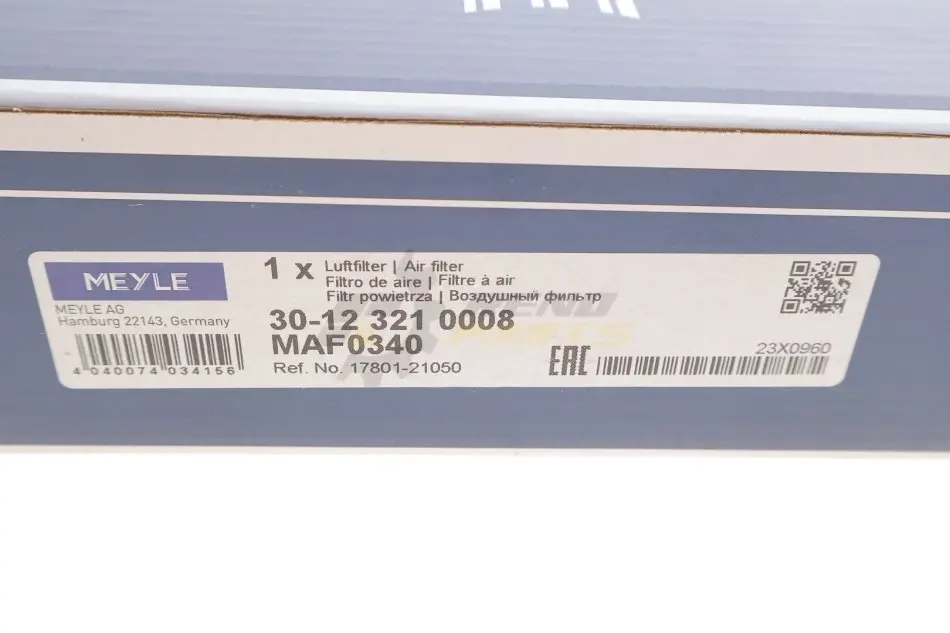 MEYLE
MEYLE AG
Hamburg 22143, Germany
4 040074 034156
1 x Luftfilter | Air filter
Filtro de aire | Filtre à air
Filtr powietrza | Воздушный фильтр
30-12 321 0008
MAF0340
Ref. No. 17801-21050
EAC
23X0960